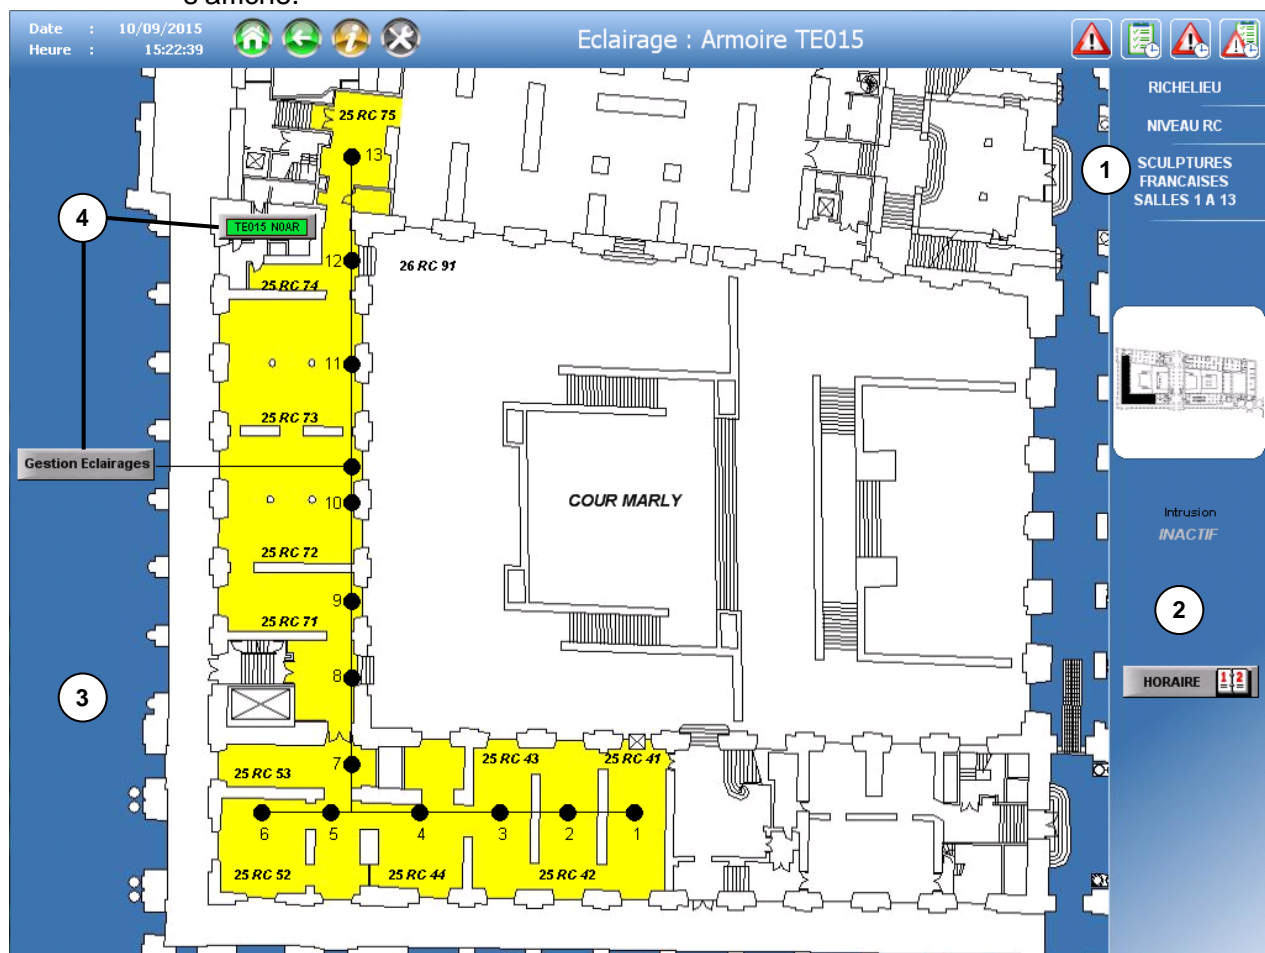 s'affiche.
Date : 10/09/2015
Heure : 15:22:39
Eclairage : Armoire TE015
RICHELIEU
NIVEAU RC
SCULPTURES
FRANCAISES
SALLES 1 A 13
1
25 RC 75
13
4
TE015 N0AR
12
26 RC 91
25 RC 74
11
25 RC 73
Gestion Eclairages
10
COUR MARLY
Intrusion
INACTIF
25 RC 72
9
2
25 RC 71
8
3
HORAIRE 1 2
25 RC 43
25 RC 41
7
25 RC 53
6
5
4
3
2
1
25 RC 52
25 RC 44
25 RC 42